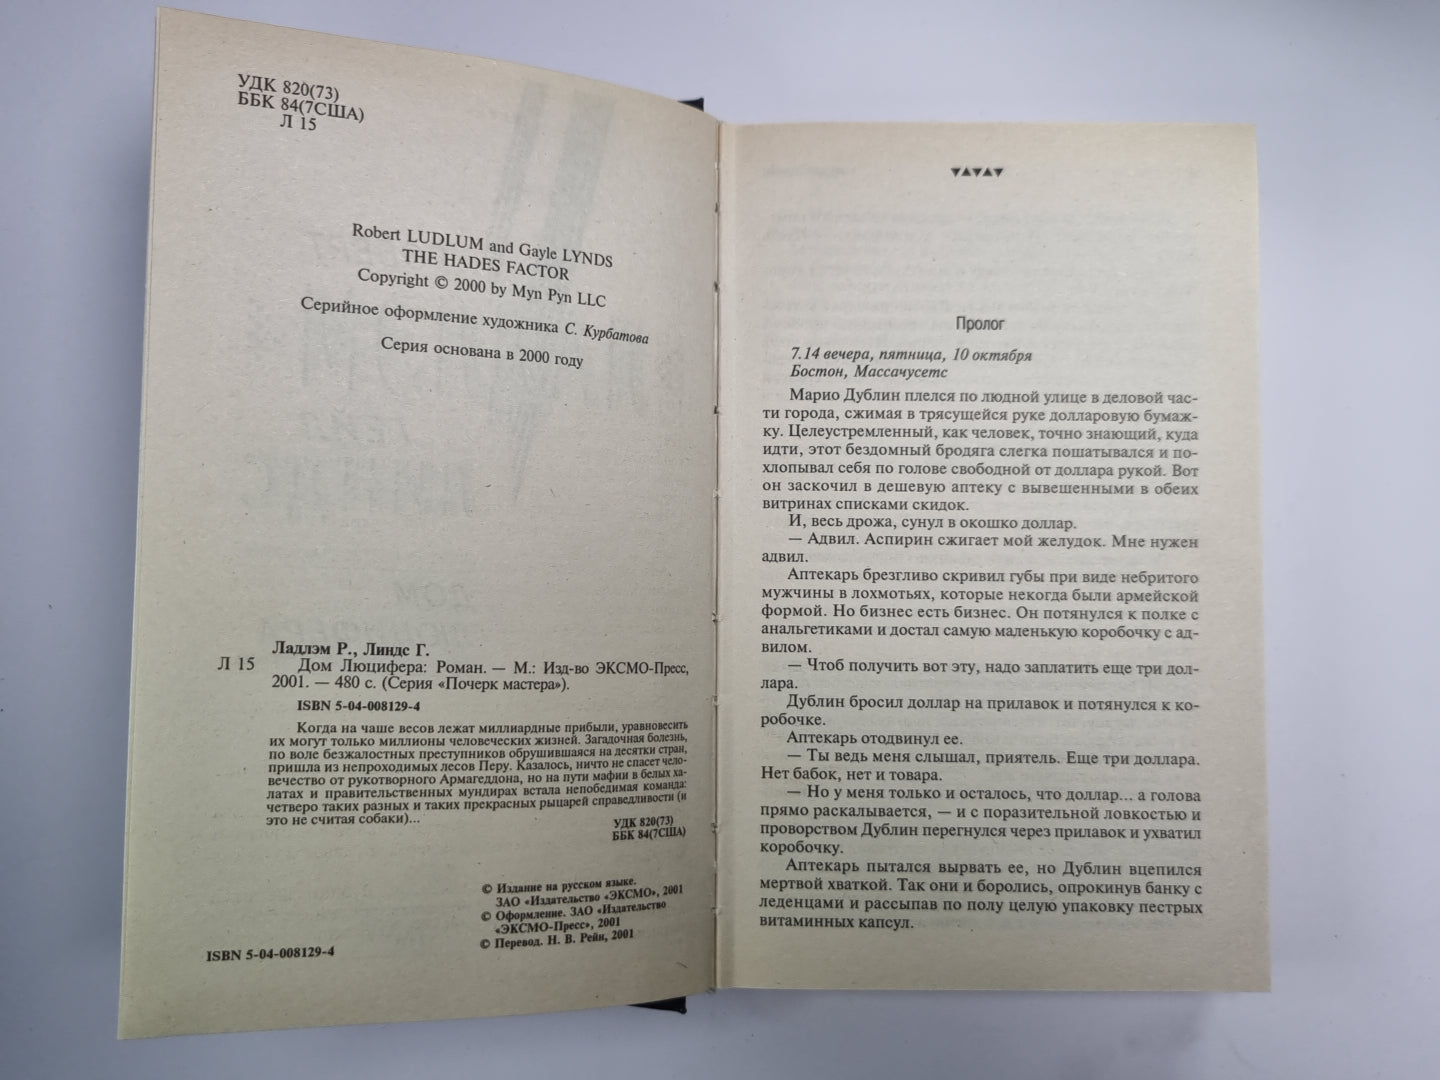 УДК 820(73)
ББК 84(7США)
Л 15
Robert LUDLUM and Gayle LYNDS
THE HADES FACTOR
Copyright © 2000 by Myn Pyn LLC
Серийное оформление художника С. Курбатова
Серия основана в 2000 году
Ладлэм Р., Линдс Г.
Л 15 Дом Люцифера: Роман. — М.: Изд-во ЭКСМО-Пресс,
2001. — 480 с. (Серия «Почерк мастера»).
ISBN 5-04-008129-4
Когда на чаше весов лежат миллиардные прибыли, уравновесить
их могут только миллионы человеческих жизней. Загадочная болезнь,
по воле безжалостных преступников обрушившаяся на десятки стран,
пришла из непроходимых лесов Перу. Казалось, ничто не спасет чело-
вечество от рукотворного Армагеддона, но на пути мафии в белых ха-
латах и правительственных мундирах встала непобедимая команда:
четверо таких разных и таких прекрасных рыцарей справедливости (и
это не считая собаки)...
УДК 820(73)
ББК 84(7США)
© Издание на русском языке.
ЗАО «Издательство «ЭКСМО», 2001
© Оформление. ЗАО «Издательство
«ЭКСМО-Пресс», 2001
© Перевод. Н. В. Рейн, 2001
ISBN 5-04-008129-4
Пролог
7.14 вечера, пятница, 10 октября
Бостон, Массачусетс
Марио Дублин плелся по людной улице в деловой час-
ти города, сжимая в трясущейся руке долларовую бумаж-
ку. Целеустремленный, как человек, точно знающий, куда
идти, этот бездомный бродяга слегка пошатывался и по-
хлопывал себя по голове свободной от доллара рукой. Вот
он заскочил в дешевую аптеку с вывешенными в обеих
витринах списками скидок.
И, весь дрожа, сунул в окошко доллар.
— Адвил. Аспирин сжигает мой желудок. Мне нужен
адвил.
Аптекарь брезгливо скривил губы при виде небритого
мужчины в лохмотьях, которые некогда были армейской
формой. Но бизнес есть бизнес. Он потянулся к полке с
анальгетиками и достал самую маленькую коробочку с ад-
вилом.
— Чтоб получить вот эту, надо заплатить еще три дол-
лара.
Дублин бросил доллар на прилавок и потянулся к ко-
робочке.
Аптекарь отодвинул ее.
— Ты ведь меня слышал, приятель. Еще три доллара.
Нет бабок, нет и товара.
— Но у меня только и осталось, что доллар... а голова
прямо раскалывается, — и с поразительной ловкостью и
проворством Дублин перегнулся через прилавок и ухватил
коробочку.
Аптекарь пытался вырвать ее, но Дублин вцепился
мертвой хваткой. Так они и боролись, опрокинув банку с
леденцами и рассыпав по полу целую упаковку пестрых
витаминных капсул.